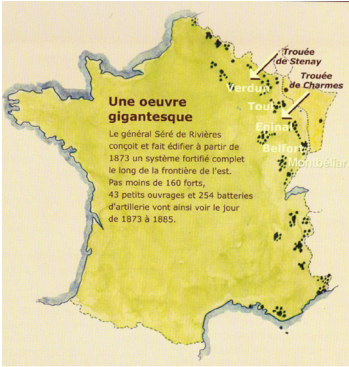 Trouée
de Stenay
Trouée
de Charmes
Verdun
Toul
Epinal
Belfort
Montbéliar
Une oeuvre
gigantesque
Le général Séré de Rivières
conçoit et fait édifier à partir de
1873 un système fortifié complet
le long de la frontière de l'est.
Pas moins de 160 forts,
43 petits ouvrages et 254 batteries
d'artillerie vont ainsi voir le jour
de 1873 à 1885.